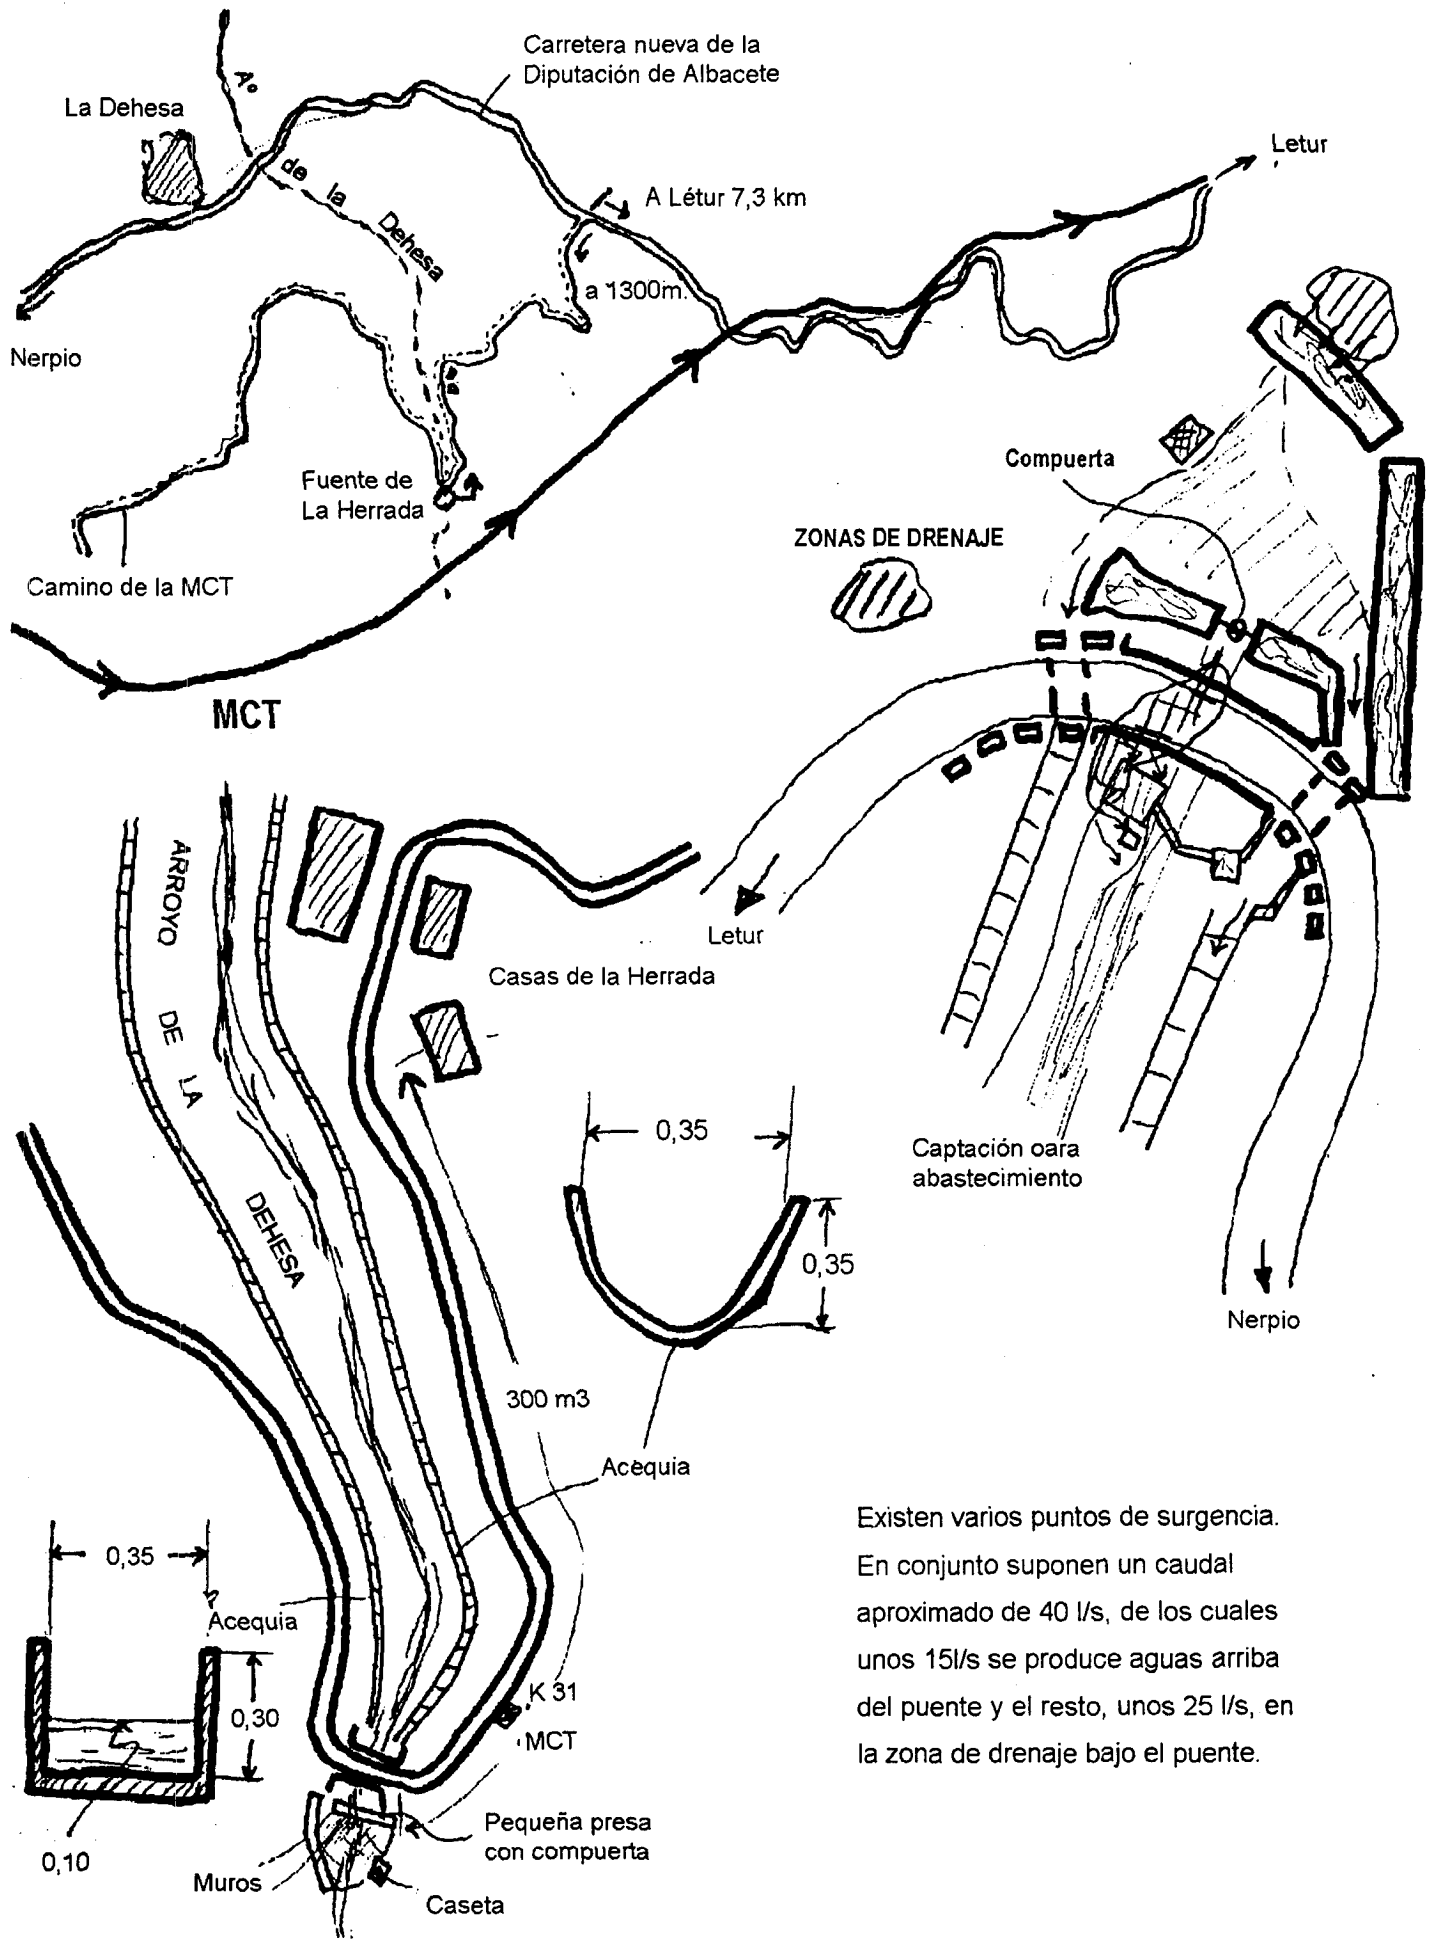 Carretera nueva de la
Diputación de Albacete
La Dehesa
Aº
de la Dehesa
Letur
A Létur 7,3 km
a 1300m.
Nerpio
Fuente de
La Herrada
Camino de la MCT
MCT
Compuerta
ZONAS DE DRENAJE
Letur
Captación oara
abastecimiento
Nerpio
ARROYO DE LA DEHESA
Casas de la Herrada
0,35
0,35
300 m3
Acequia
0,35
Acequia
0,30
0,10
K 31
MCT
Pequeña presa
con compuerta
Muros
Caseta
Existen varios puntos de surgencia.
En conjunto suponen un caudal
aproximado de 40 l/s, de los cuales
unos 15l/s se produce aguas arriba
del puente y el resto, unos 25 l/s, en
la zona de drenaje bajo el puente.